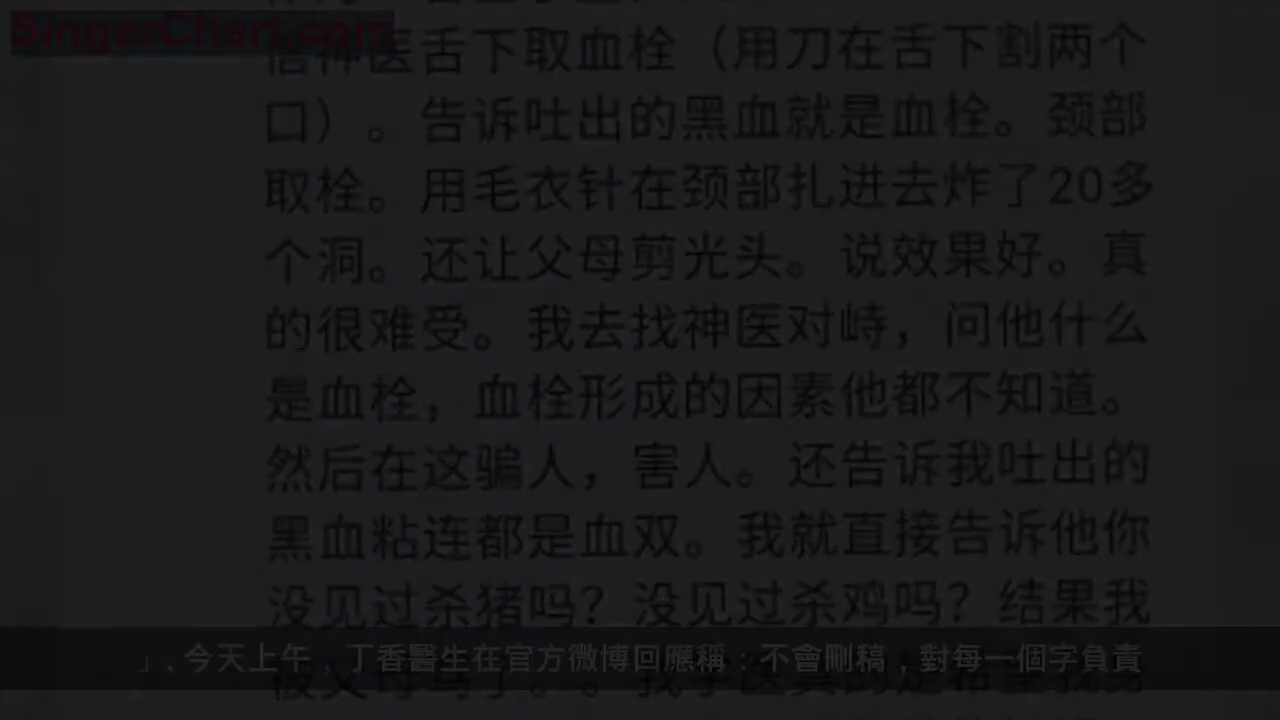 SingerChart.com
信神医舌下取血栓（用刀在舌下割两个
口）。告诉吐出的黑血就是血栓。颈部
取栓。用毛衣针在颈部扎进去炸了20多
个洞。还让父母剪光头。说效果好。真
的很难受。我去找神医对峙，问他什么
是血栓，血栓形成的因素他都不知道。
然后在这骗人，害人。还告诉我吐出的
黑血粘连都是血双。我就直接告诉他你
没见过杀猪吗？没见过杀鸡吗？结果我
」, 今天上午，丁香醫生在官方微博回應稱：不會刪稿，對每一個字負責